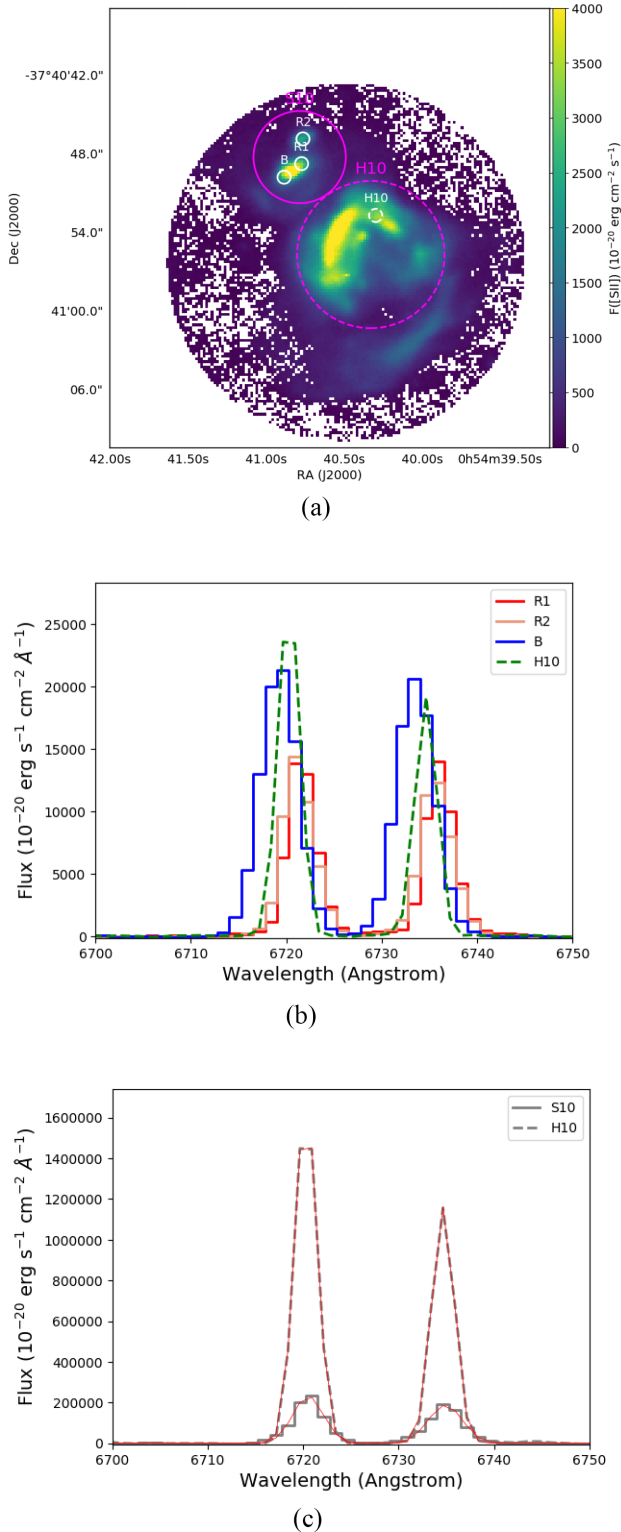 -37°40'42.0"
48.0"
54.0"
41'00.0"
06.0"
Dec (J2000)
S10
R2
R1
B
H10
H10
42.00s 41.50s 41.00s 40.50s 40.00s 0h54m39.50s
RA (J2000)
4000
3500
3000
2500
2000
1500
1000
500
0
F([SII]) (10⁻²⁰ erg cm⁻² s⁻¹)
(a)
R1
R2
B
H10
25000
20000
15000
10000
5000
0
Flux (10⁻²⁰ erg s⁻¹ cm⁻² Å⁻¹)
6700 6710 6720 6730 6740 6750
Wavelength (Angstrom)
(b)
S10
H10
1600000
1400000
1200000
1000000
800000
600000
400000
200000
0
Flux (10⁻²⁰ erg s⁻¹ cm⁻² Å⁻¹)
6700 6710 6720 6730 6740 6750
Wavelength (Angstrom)
(c)